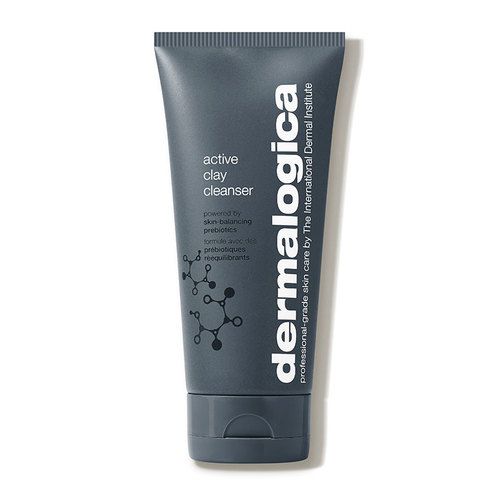 active
clay
cleanser
powered by
skin-balancing
prebiotics
formule avec des
prébiotiques
rééquilibrants
dermalogica
professional-grade skin care by The International Dermal Institute